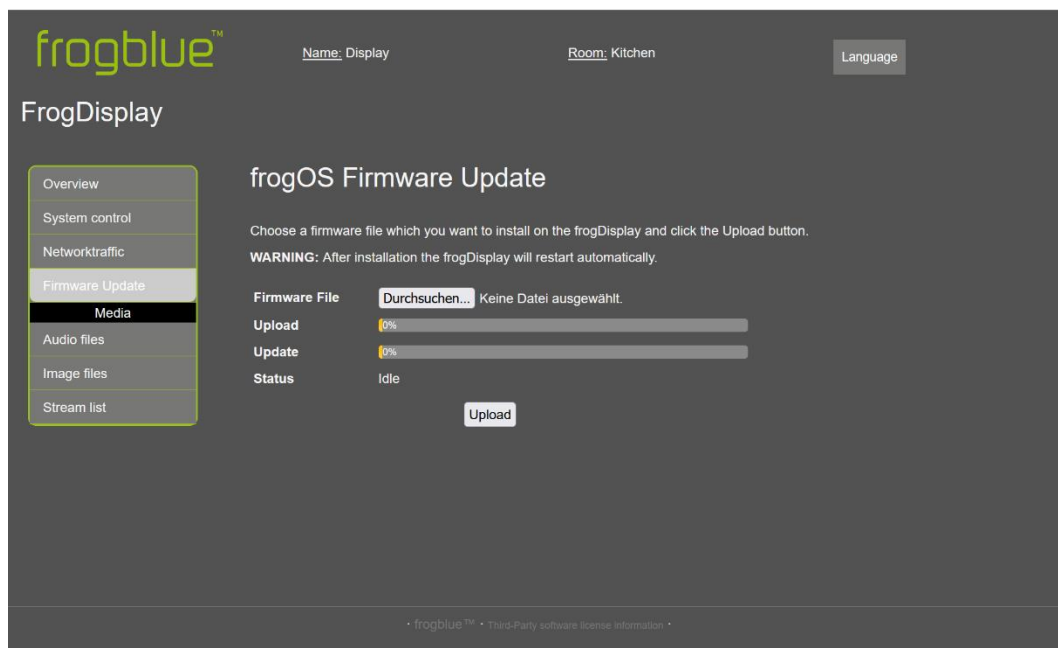 frogblue™
Name: Display
Room: Kitchen
Language
FrogDisplay
Overview
System control
Networktraffic
Firmware Update
Media
Audio files
Image files
Stream list
frogOS Firmware Update
Choose a firmware file which you want to install on the frogDisplay and click the Upload button.
WARNING: After installation the frogDisplay will restart automatically.
Firmware File Durchsuchen... Keine Datei ausgewählt.
Upload 0%
Update 0%
Status Idle
Upload
• frogblue™ • Third-Party software license information •